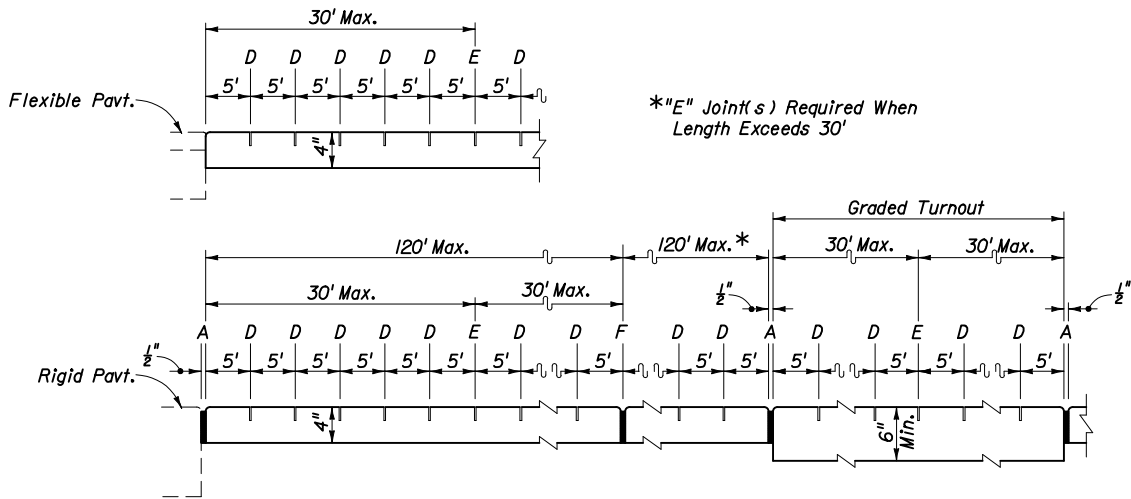 30' Max.
D D D D D E D
5' 5' 5' 5' 5' 5' 5'
Flexible Pavt.
4"
*"E" Joint(s) Required When
Length Exceeds 30'
Graded Turnout
120' Max. 120' Max.* 30' Max. 30' Max.
30' Max. 30' Max. 1/2" 1/2"
A D D D D D E D D F D D A D D E D D A
1/2" 5' 5' 5' 5' 5' 5' 5' 5' 5' 5' 5' 5' 5'
Rigid Pavt.
4" 6" Min.